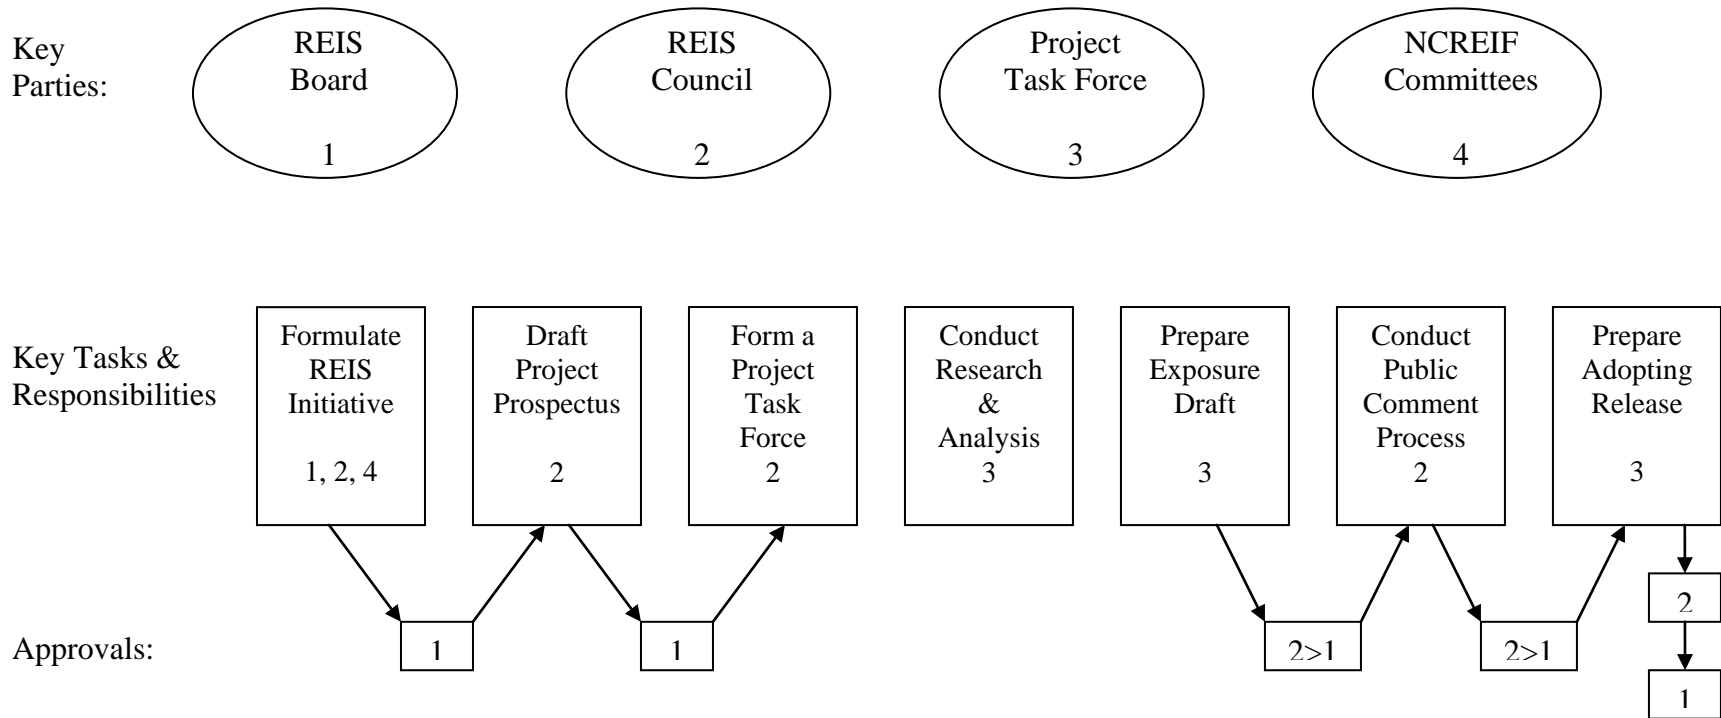 Key
Parties:
REIS
Board
1
REIS
Council
2
Project
Task Force
3
NCREIF
Committees
4
Key Tasks &
Responsibilities
Formulate
REIS
Initiative
1, 2, 4
Draft
Project
Prospectus
2
Form a
Project
Task
Force
2
Conduct
Research
&
Analysis
3
Prepare
Exposure
Draft
3
Conduct
Public
Comment
Process
2
Prepare
Adopting
Release
3
Approvals:
1
1
2>1
2>1
2
1